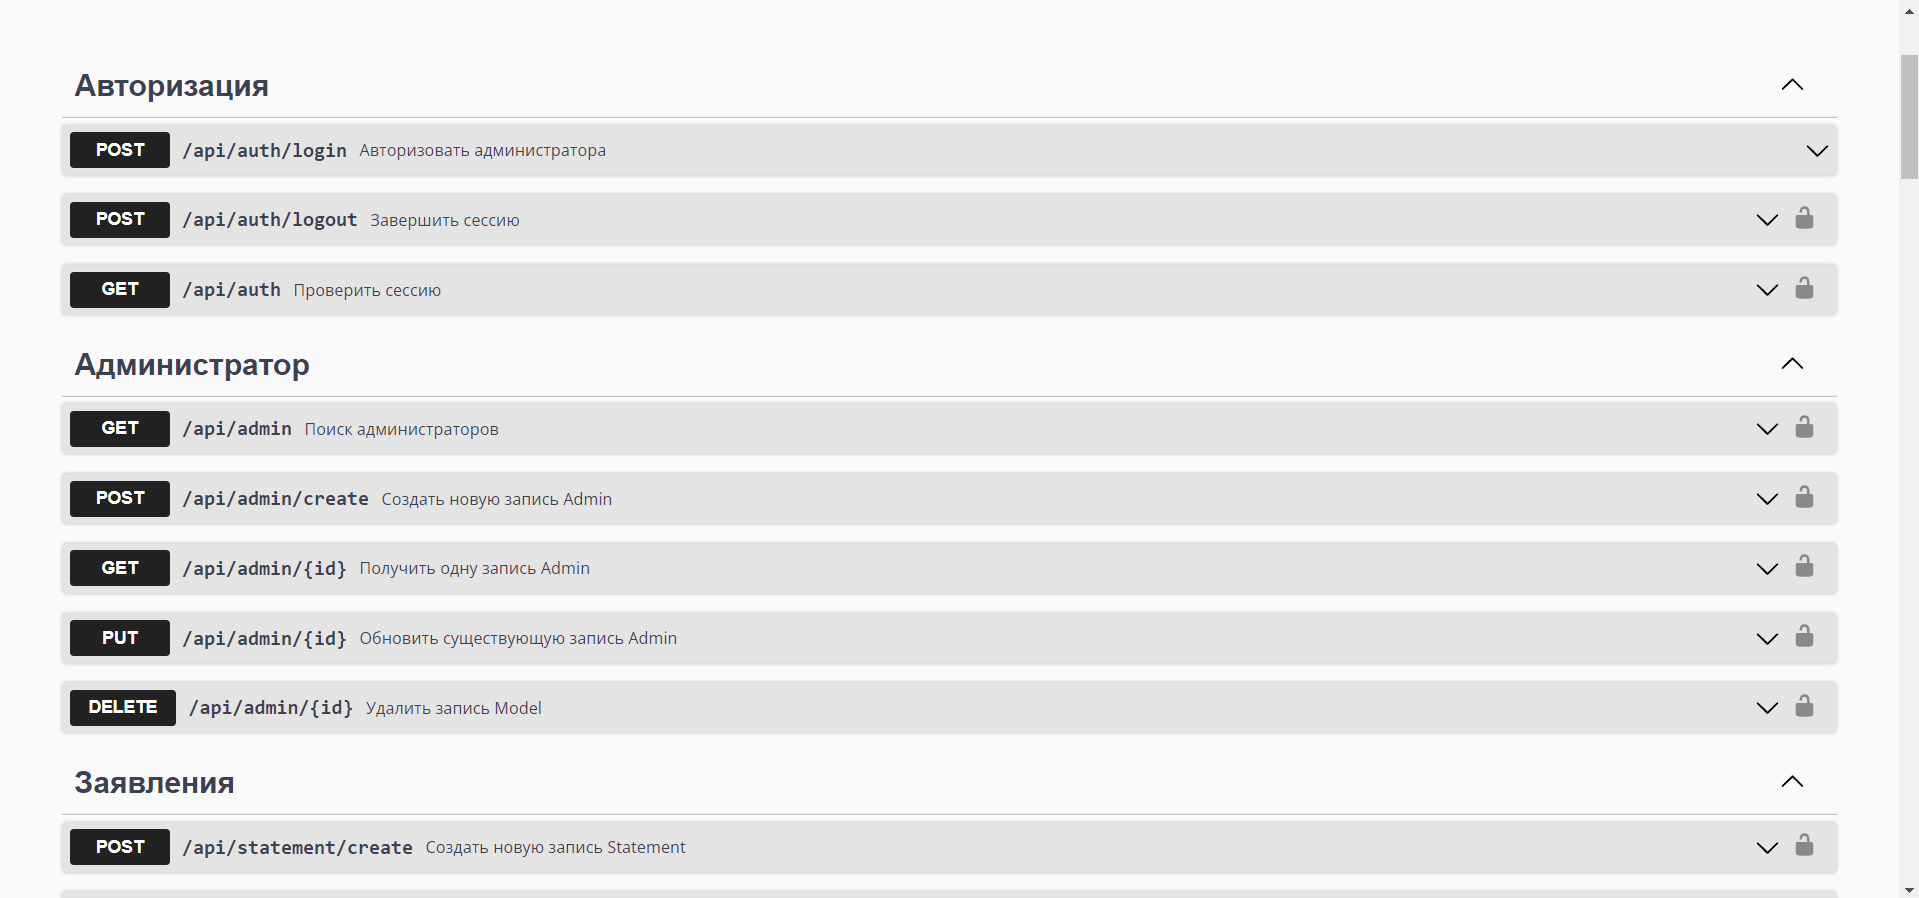 Авторизация
POST /api/auth/login Авторизовать администратора
POST /api/auth/logout Завершить сессию
GET /api/auth Проверить сессию
Администратор
GET /api/admin Поиск администраторов
POST /api/admin/create Создать новую запись Admin
GET /api/admin/{id} Получить одну запись Admin
PUT /api/admin/{id} Обновить существующую запись Admin
DELETE /api/admin/{id} Удалить запись Model
Заявления
POST /api/statement/create Создать новую запись Statement